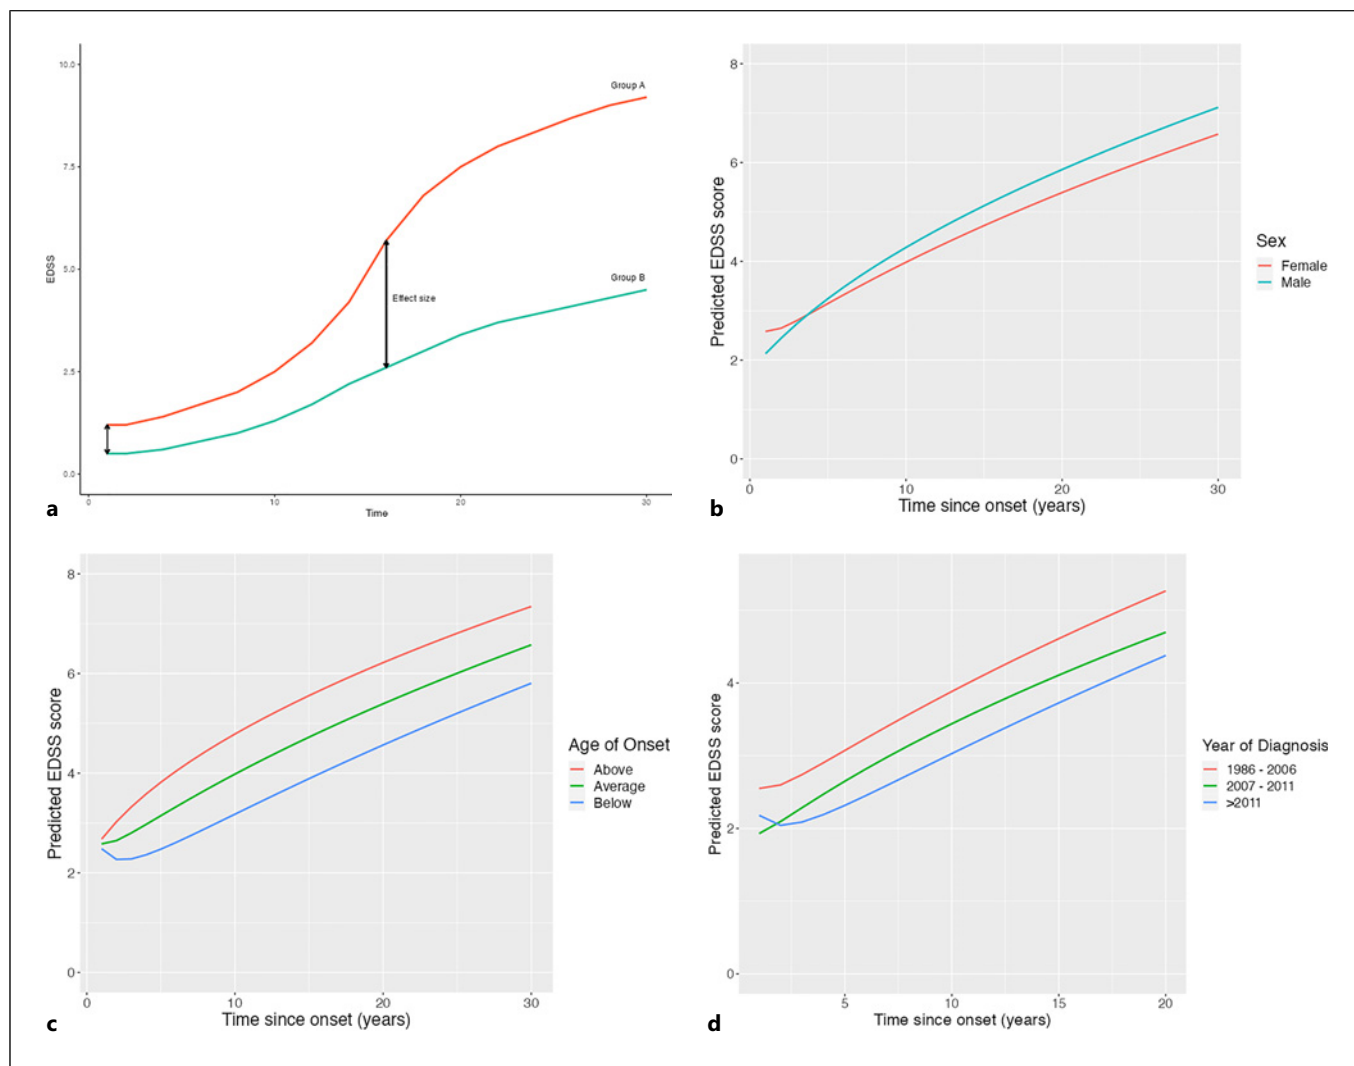 10.0
7.5
5.0
2.5
0.0
EDSS
Group A
Group B
Effect size
0 10 20 30
Time
a
8
6
4
2
0
Predicted EDSS score
0 10 20 30
Time since onset (years)
Sex
Female
Male
b
8
6
4
2
0
Predicted EDSS score
0 10 20 30
Time since onset (years)
Age of Onset
Above
Average
Below
c
4
2
0
Predicted EDSS score
5 10 15 20
Time since onset (years)
Year of Diagnosis
1986 - 2006
2007 - 2011
>2011
d